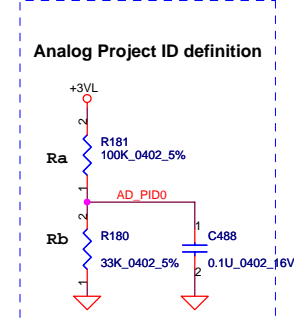 Analog Project ID definition
+3VL
2
Ra
R181
100K_0402_5%
1
AD_PID0
2
Rb
R180
33K_0402_5%
1
1
C488
0.1U_0402_16V
2